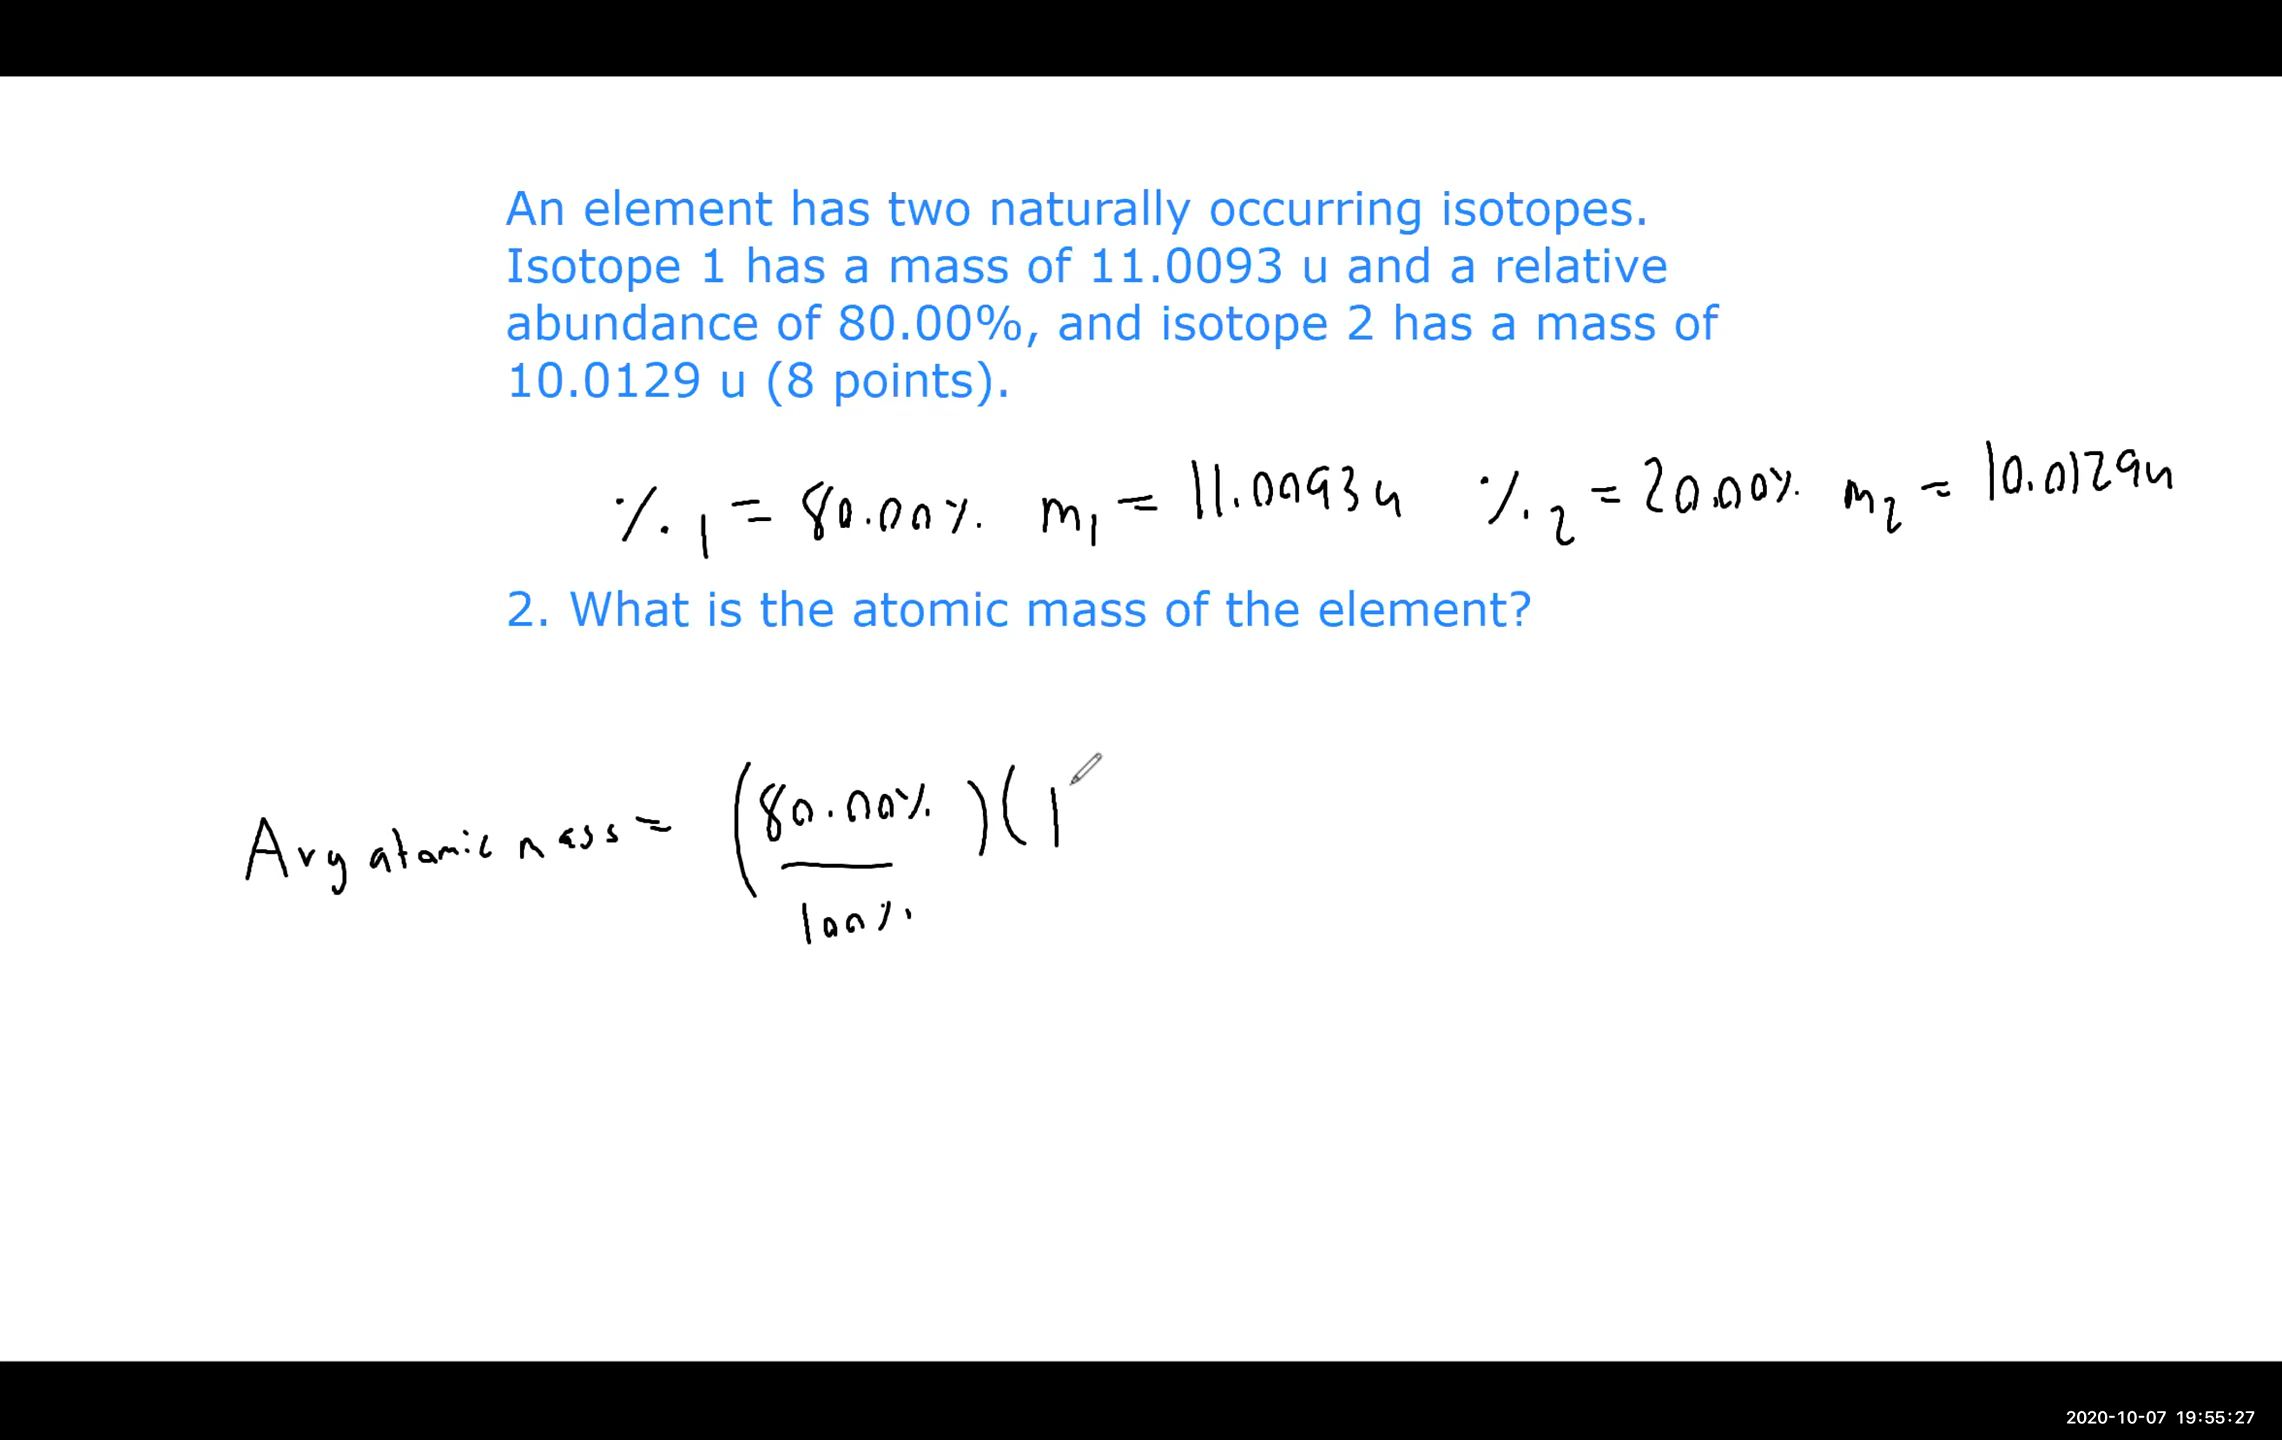 An element has two naturally occurring isotopes.
Isotope 1 has a mass of 11.0093 u and a relative
abundance of 80.00%, and isotope 2 has a mass of
10.0129 u (8 points).
%₁ = 80.00% m₁ = 11.0093u %₂ = 20.00% m₂ = 10.0129u
2. What is the atomic mass of the element?
Avg atomic mass = (80.00%)(1
100%
2020-10-07 19:55:27